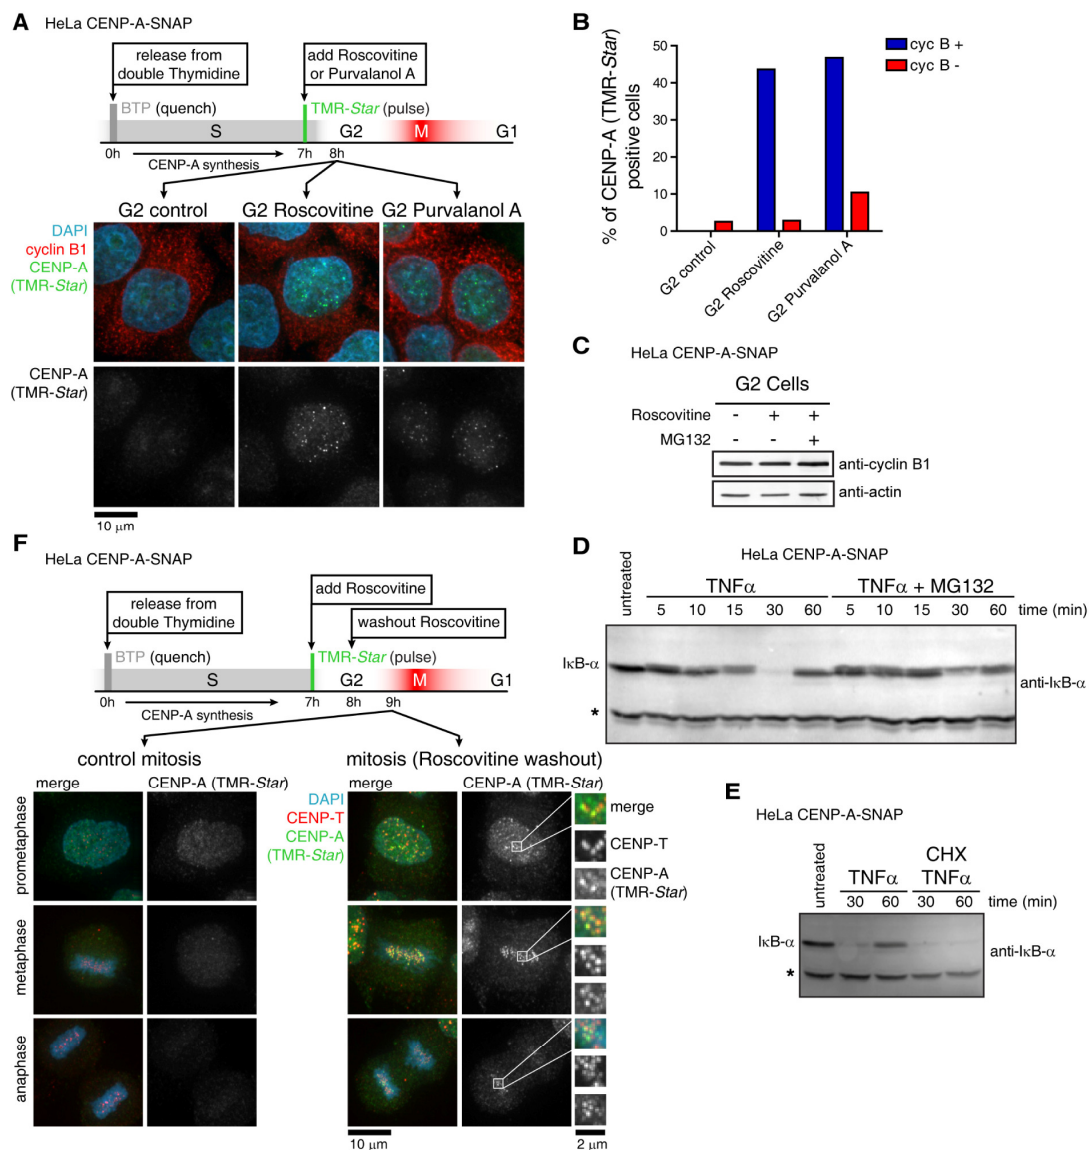 A
HeLa CENP-A-SNAP
release from
double Thymidine
add Roscovitine
or Purvalanol A
BTP (quench)
TMR-Star (pulse)
S
G2
M
G1
0h
CENP-A synthesis
7h
8h
G2 control
G2 Roscovitine
G2 Purvalanol A
DAPI
cyclin B1
CENP-A
(TMR-Star)
CENP-A
(TMR-Star)
10 μm
B
% of CENP-A (TMR-Star)
positive cells
50
40
30
20
10
0
cyc B +
cyc B -
G2 control
G2 Roscovitine
G2 Purvalanol A
C
HeLa CENP-A-SNAP
G2 Cells
Roscovitine - + +
MG132 - - +
anti-cyclin B1
anti-actin
F
HeLa CENP-A-SNAP
release from
double Thymidine
add Roscovitine
washout Roscovitine
BTP (quench)
TMR-Star (pulse)
S
G2
M
G1
0h
CENP-A synthesis
7h
8h
9h
control mitosis
mitosis (Roscovitine washout)
merge
CENP-A (TMR-Star)
merge
CENP-A (TMR-Star)
DAPI
CENP-T
CENP-A
(TMR-Star)
merge
CENP-T
CENP-A
(TMR-Star)
prometaphase
metaphase
anaphase
10 μm
2 μm
D
HeLa CENP-A-SNAP
untreated
TNFα
TNFα + MG132
5 10 15 30 60 5 10 15 30 60 time (min)
IκB-α
anti-IκB-α
*
E
HeLa CENP-A-SNAP
untreated
TNFα
CHX
TNFα
30 60 30 60 time (min)
IκB-α
anti-IκB-α
*